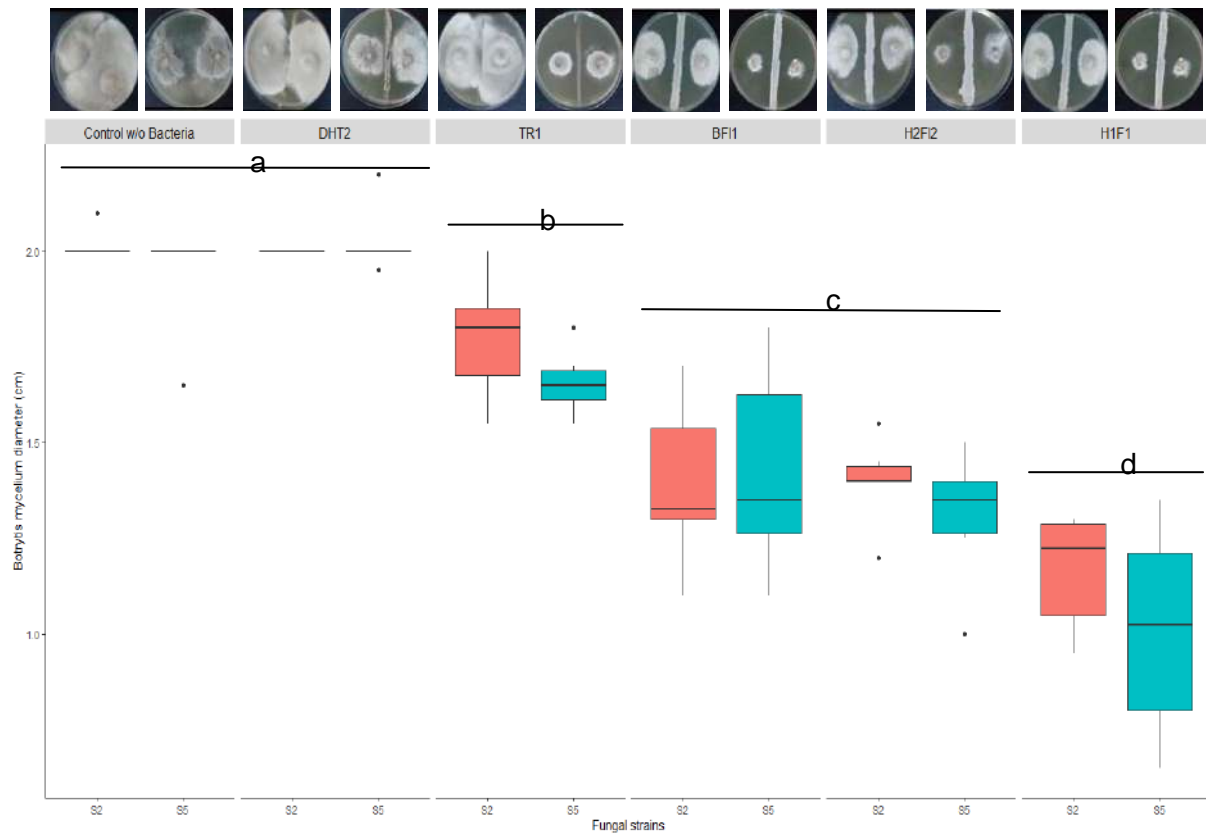 Control w/o Bacteria DHT2 TR1 BFI1 H2FI2 H1F1
a
b
c
d
2.0
1.5
1.0
Botrytis mycelium diameter (cm)
S2 S5 S2 S5 S2 S5 S2 S5 S2 S5 S2 S5
Fungal strains